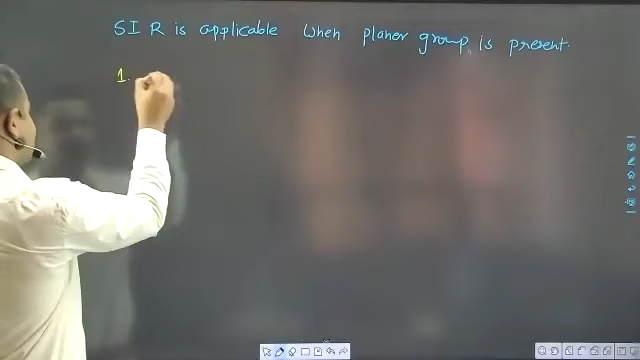 SIR is applicable when planer group is present.
1.